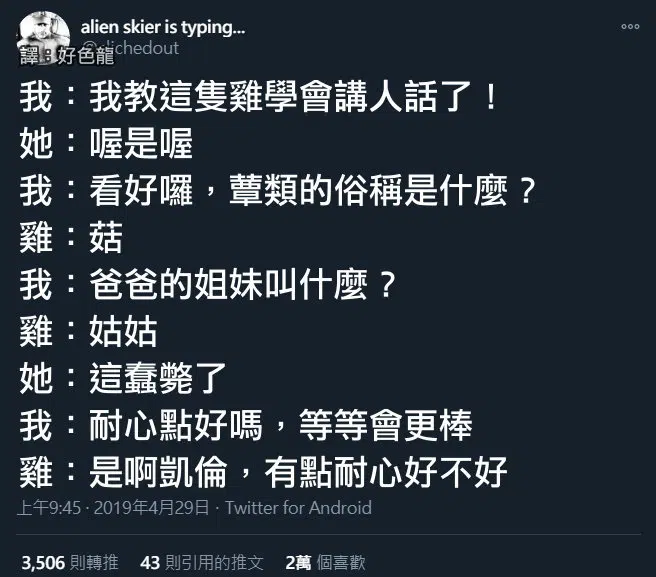 alien skier is typing...
譯：好色龍
我：我教這隻雞學會講人話了！
她：喔是喔
我：看好囉，蕈類的俗稱是什麼？
雞：菇
我：爸爸的姐妹叫什麼？
雞：姑姑
她：這蠢斃了
我：耐心點好嗎，等等會更棒
雞：是啊凱倫，有點耐心好不好
上午9:45 · 2019年4月29日 · Twitter for Android
3,506 則轉推 43 則引用的推文 2萬 個喜歡